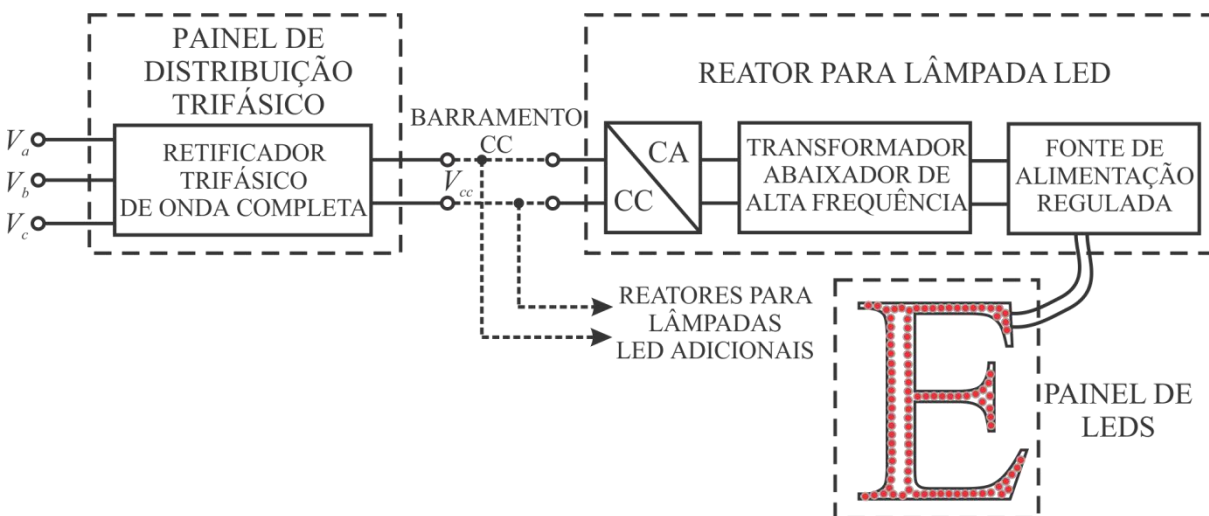 PAINEL DE
DISTRIBUIÇÃO
TRIFÁSICO
V_a
V_b
V_c
RETIFICADOR
TRIFÁSICO
DE ONDA COMPLETA
BARRAMENTO
CC
V_cc
REATOR PARA LÂMPADA LED
CA
CC
TRANSFORMADOR
ABAIXADOR DE
ALTA FREQUÊNCIA
FONTE DE
ALIMENTAÇÃO
REGULADA
REATORES PARA
LÂMPADAS
LED ADICIONAIS
E
PAINEL DE
LEDS